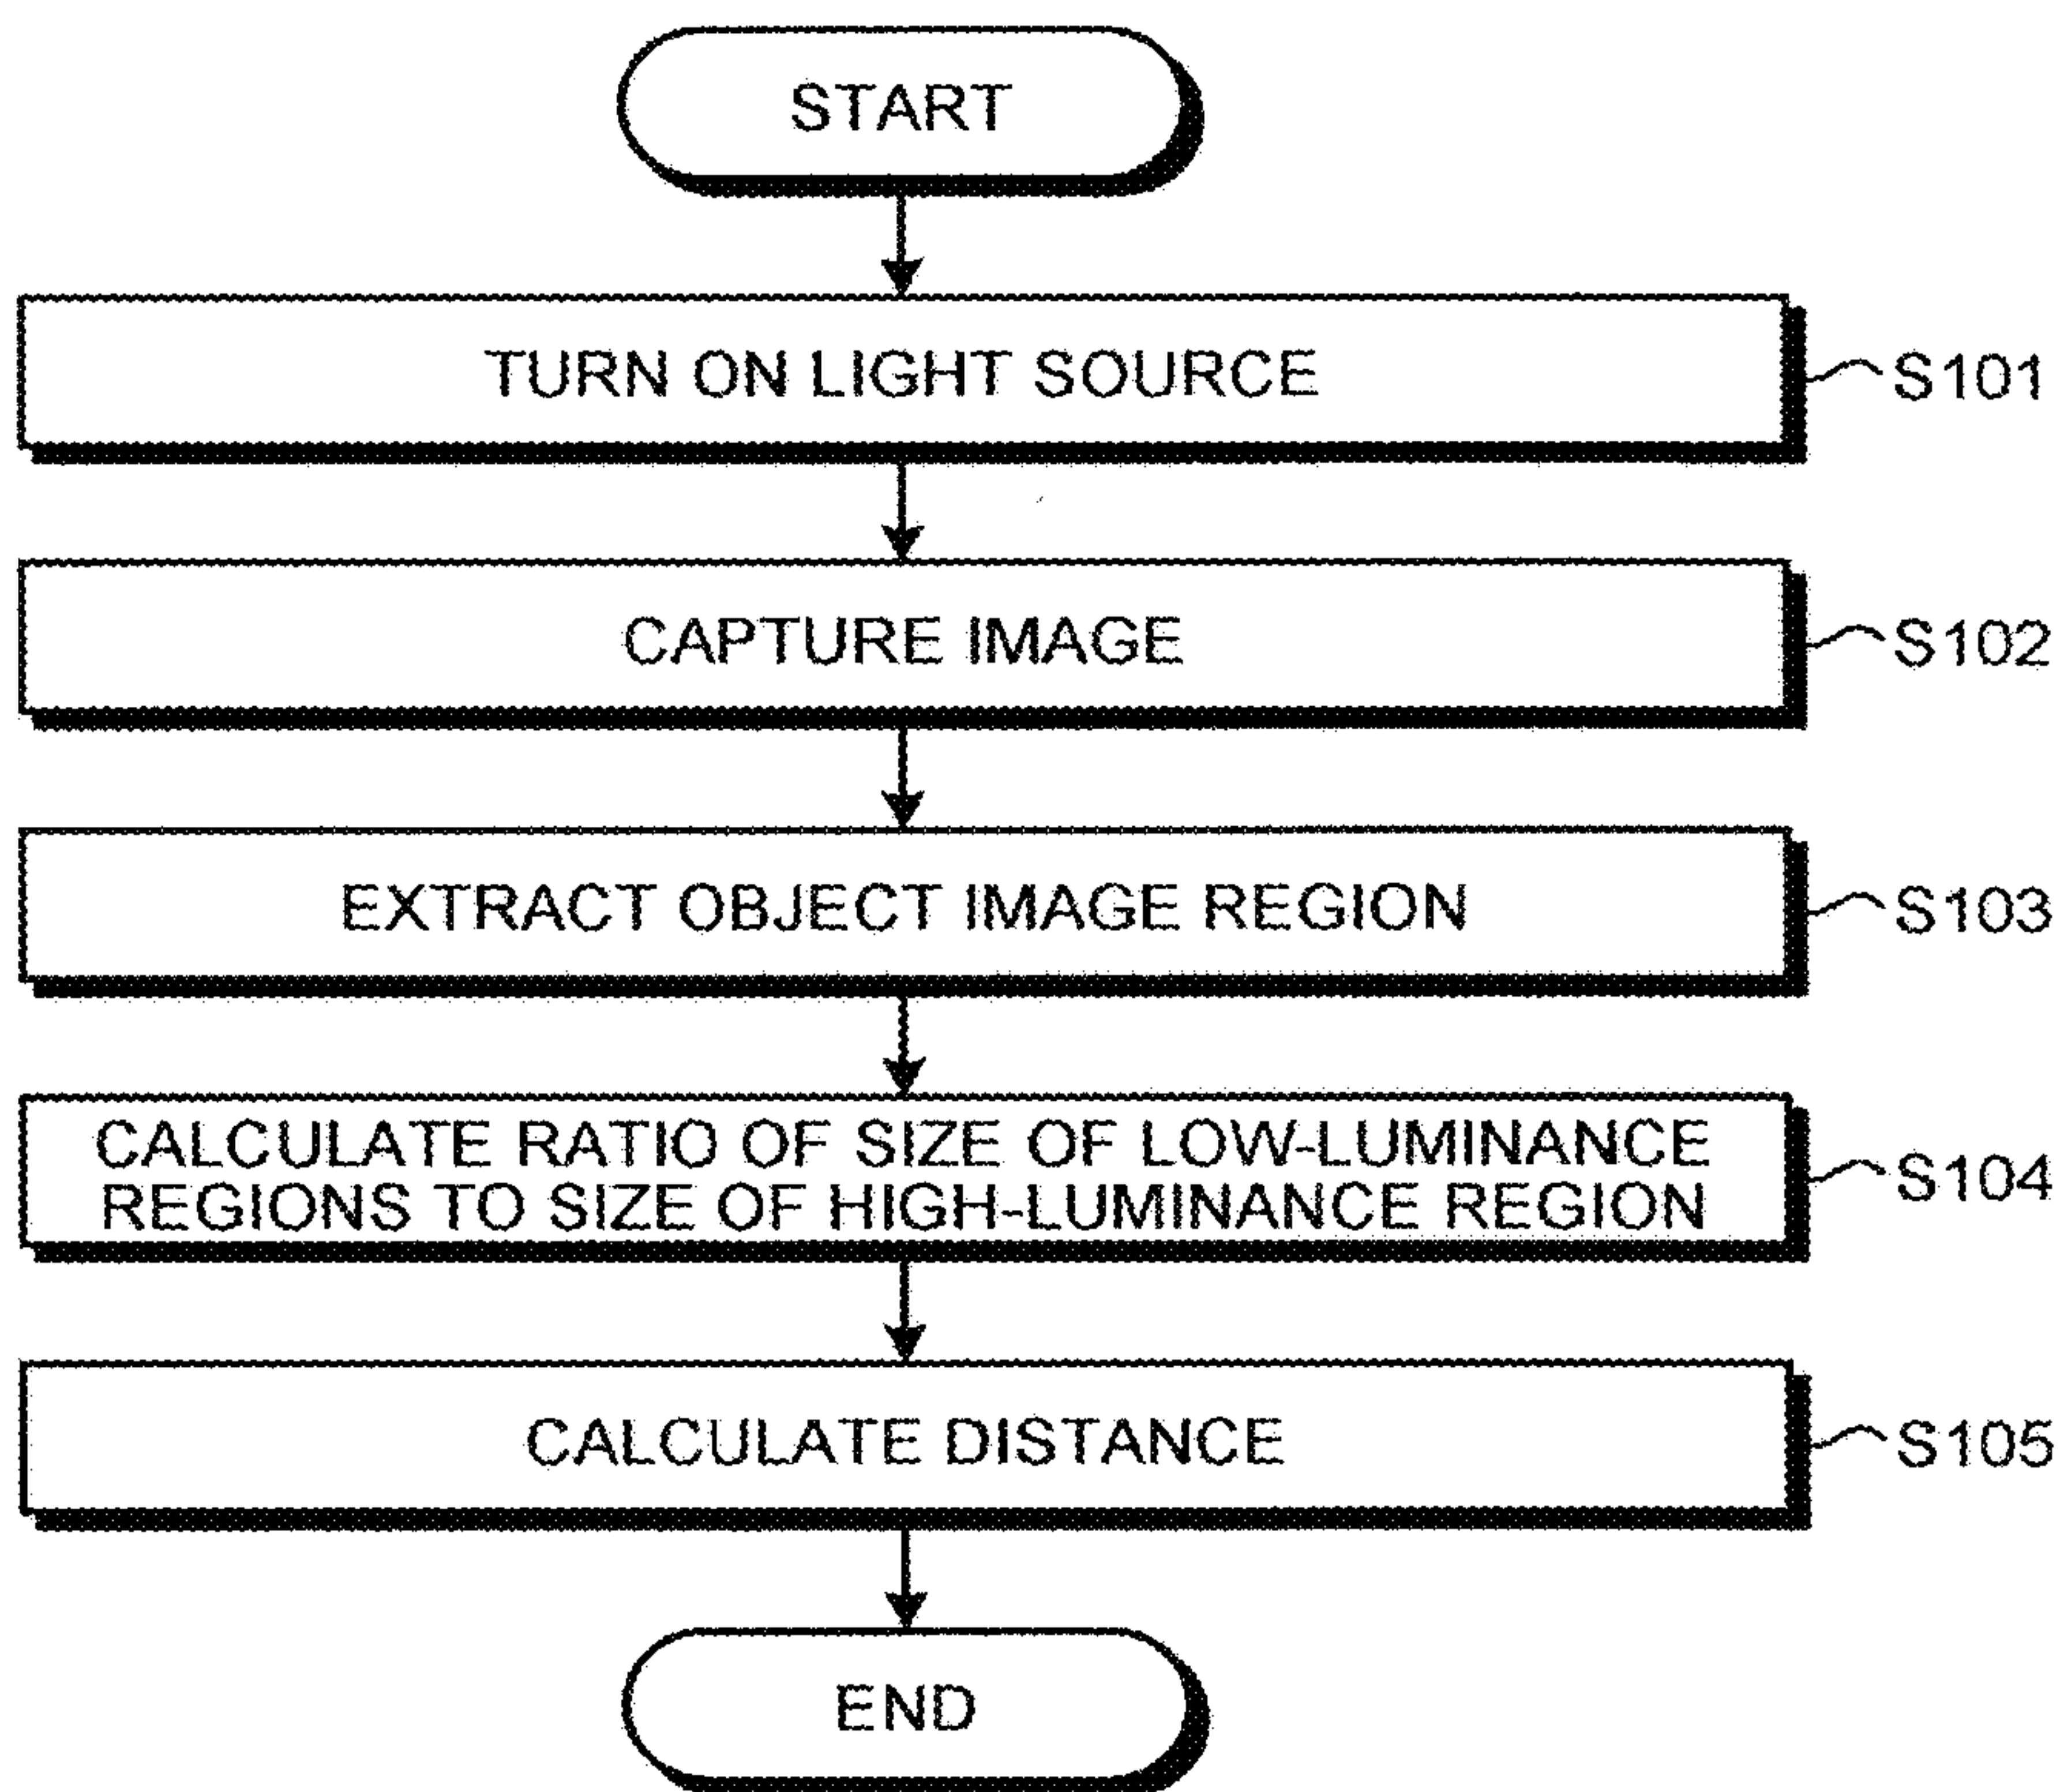 START
TURN ON LIGHT SOURCE
S101
CAPTURE IMAGE
S102
EXTRACT OBJECT IMAGE REGION
S103
CALCULATE RATIO OF SIZE OF LOW-LUMINANCE
REGIONS TO SIZE OF HIGH-LUMINANCE REGION
S104
CALCULATE DISTANCE
S105
END